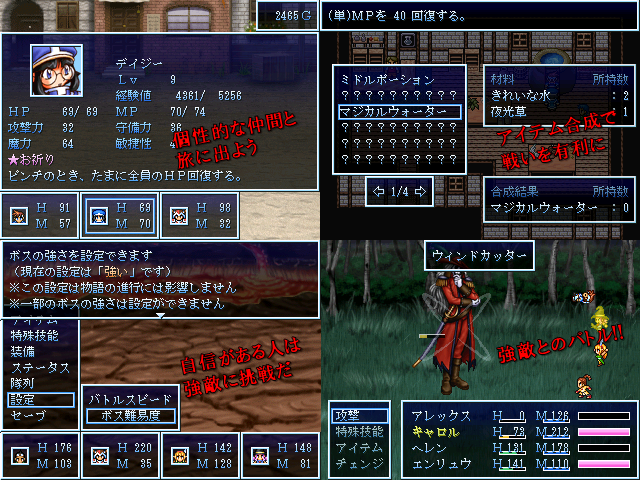 2465G
デイジー
Lv 9
経験値 4361/ 5256
HP 69/ 69 MP 70/ 74
攻撃力 32 守備力 36
魔力 64 敏捷性 4
★お祈り
ピンチのとき、たまに全員のHP回復する。
個性的な仲間と
旅に出よう
H 91 H 69 H 98
M 57 M 70 M 32
(単)MPを 40 回復する。
ミドルポーション
????????
マジカルウォーター
????????
????????
????????
1/4
材料 所持数
きれいな水 : 2
夜光草 : 1
アイテム合成で
戦いを有利に
合成結果 所持数
マジカルウォーター : 0
ボスの強さを設定できます
(現在の設定は「強い」です)
※この設定は物語の進行には影響しません
※一部のボスの強さは設定ができません
アイテム
特殊技能
装備
ステータス
隊列
設定
セーブ
バトルスピード
ボス難易度
自信がある人は
強敵に挑戦だ
H 176 H 220 H 142 H 148
M 103 M 35 M 128 M 81
ウィンドカッター
強敵とのバトル!!
攻撃
特殊技能
アイテム
チェンジ
アレックス H 0 M 126
キャロル H 73 M 212
ヘレン H 131 M 178
エンリュウ H 141 M 110